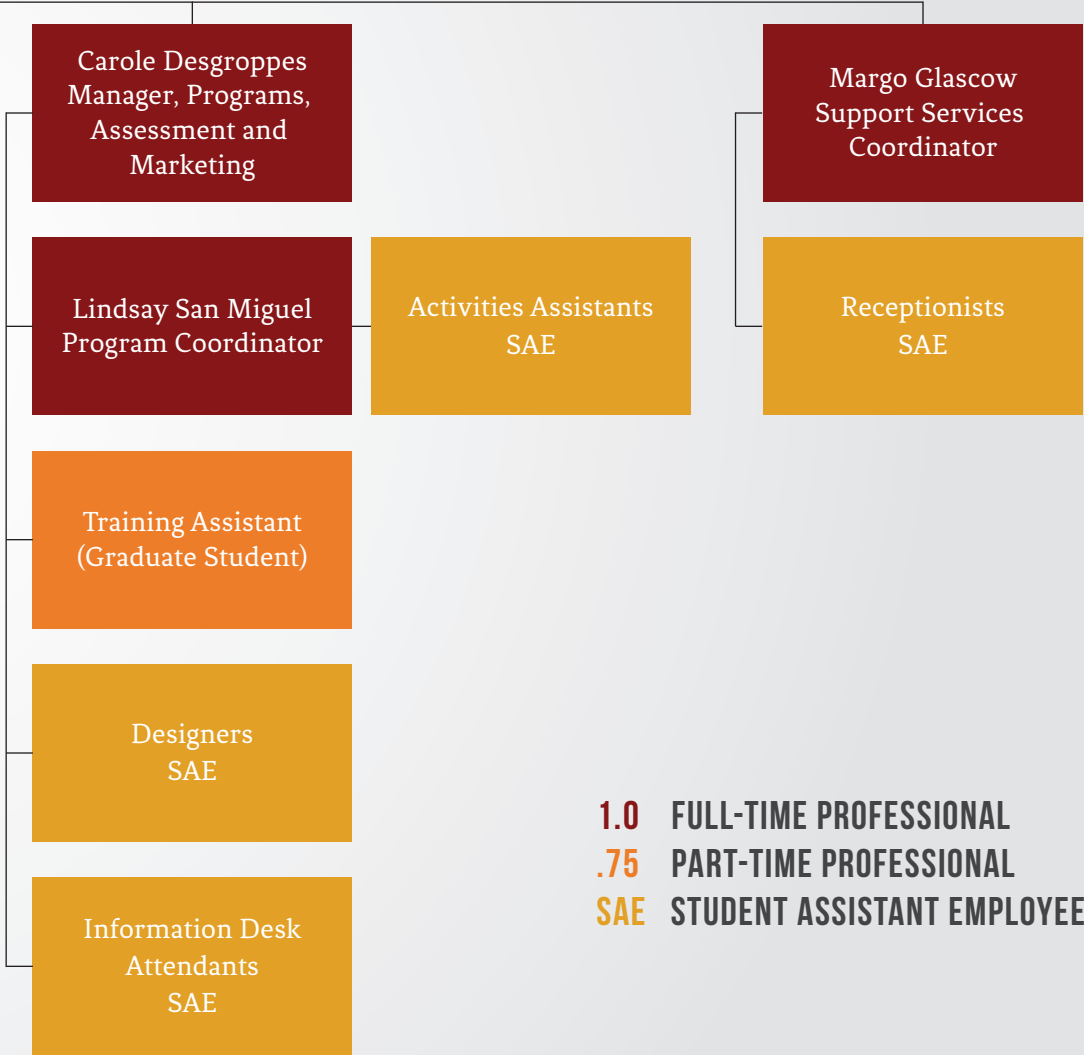 Carole Desgroppes
Manager, Programs,
Assessment and
Marketing
Margo Glascow
Support Services
Coordinator
Lindsay San Miguel
Program Coordinator
Activities Assistants
SAE
Receptionists
SAE
Training Assistant
(Graduate Student)
Designers
SAE
Information Desk
Attendants
SAE
1.0 FULL-TIME PROFESSIONAL
.75 PART-TIME PROFESSIONAL
SAE STUDENT ASSISTANT EMPLOYEE